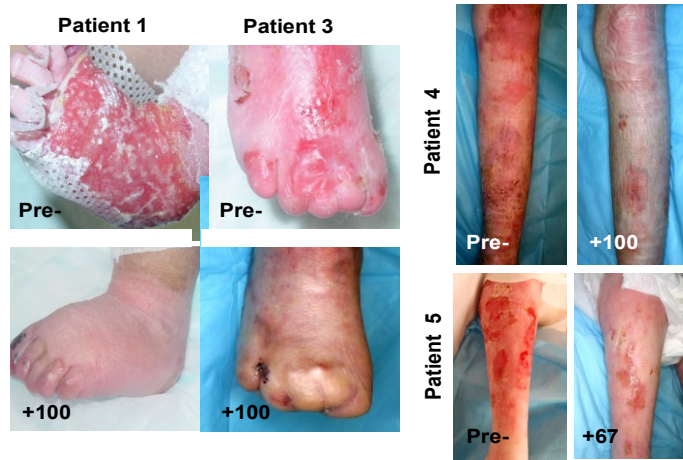 Patient 1
Patient 3
Pre-
Pre-
+100
+100
Patient 4
Pre-
+100
Patient 5
Pre-
+67